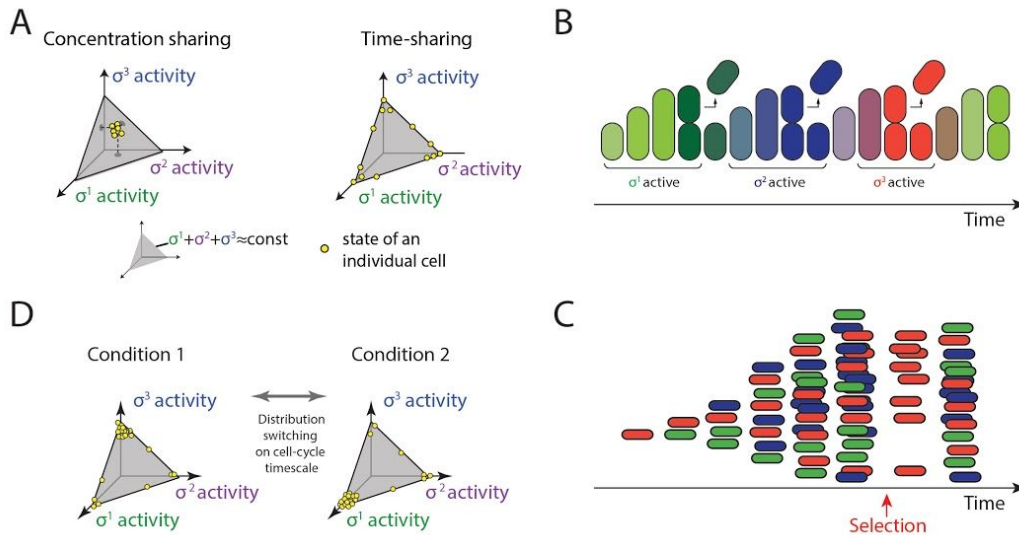 A
Concentration sharing
σ³ activity
σ² activity
σ¹ activity
Time-sharing
σ³ activity
σ² activity
σ¹ activity
σ¹+σ²+σ³≈const
state of an
individual cell
B
σ¹ active
σ² active
σ³ active
Time
D
Condition 1
σ³ activity
σ² activity
σ¹ activity
Distribution
switching
on cell-cycle
timescale
Condition 2
σ³ activity
σ² activity
σ¹ activity
C
Time
Selection